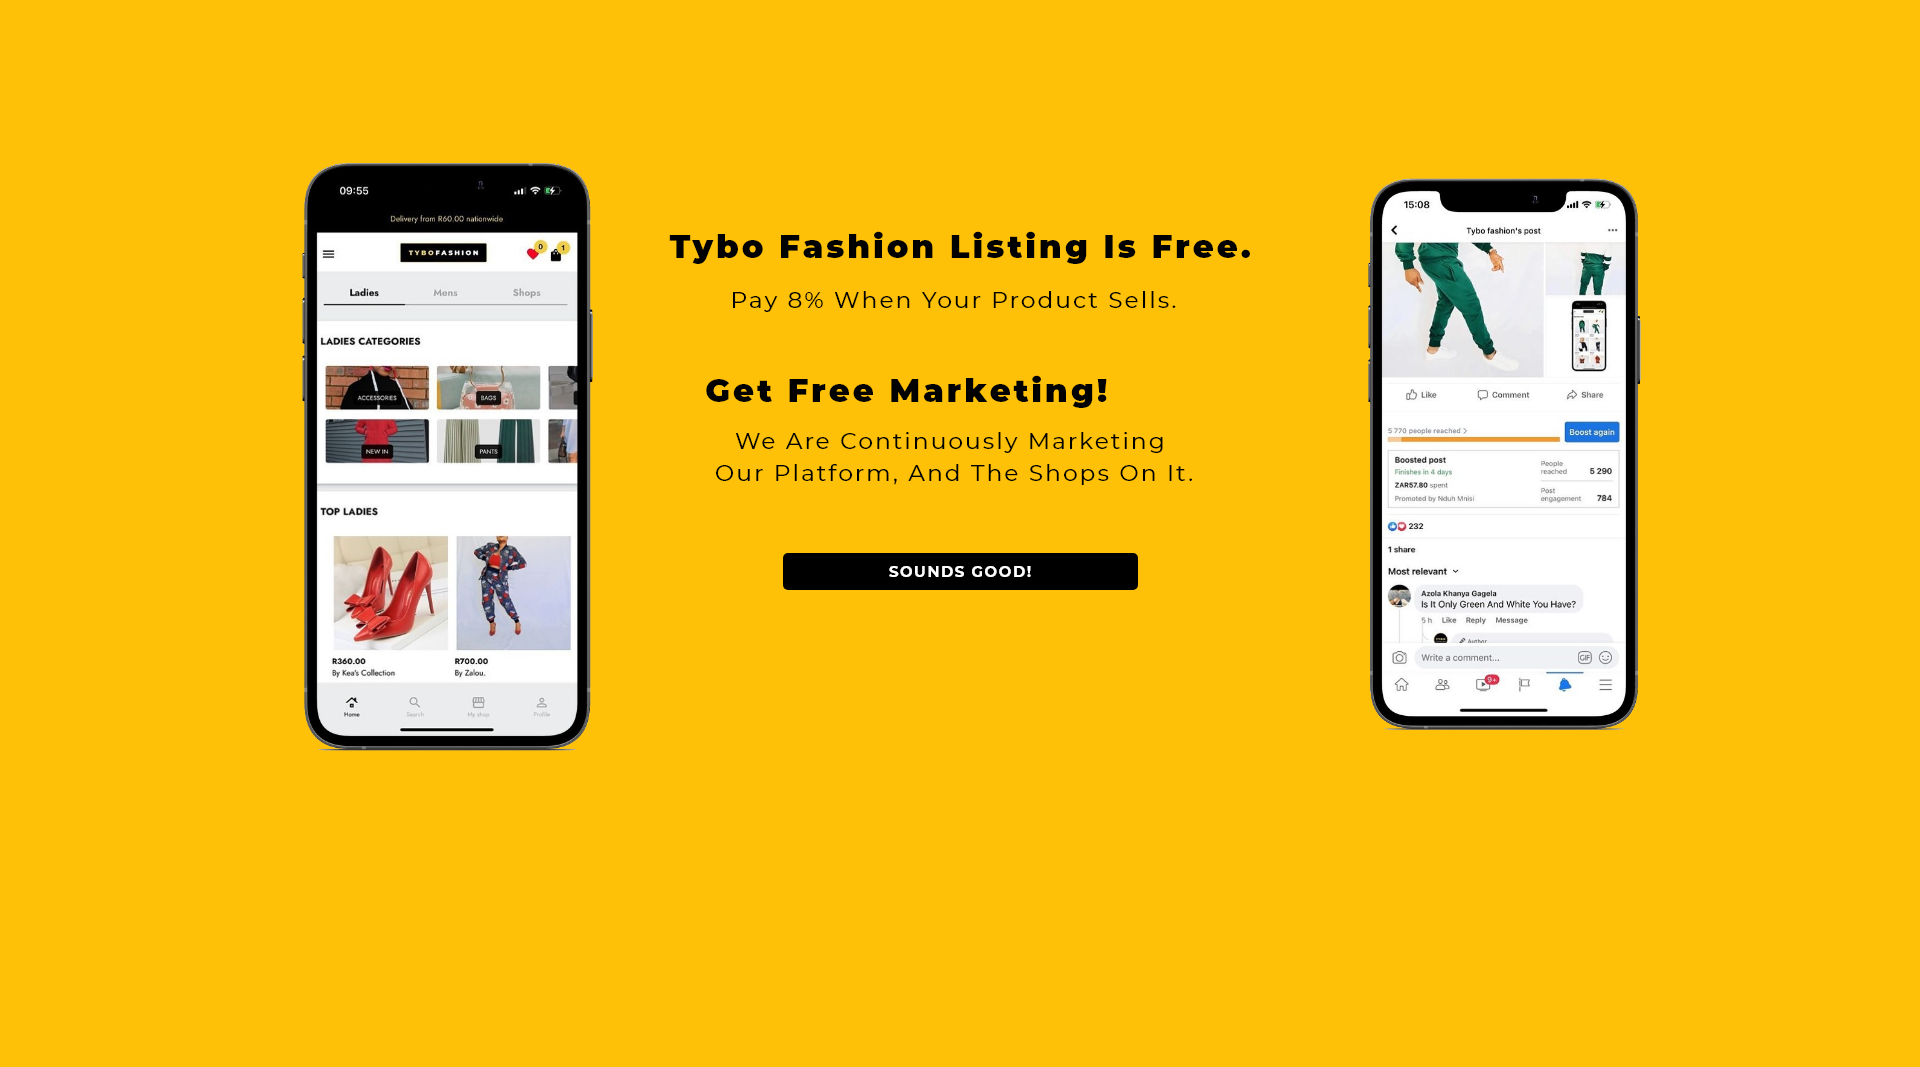 09:55
Delivery from R60.00 nationwide
TYBOFASHION
0
1
Ladies
Mens
Shops
LADIES CATEGORIES
ACCESSORIES
BAGS
NEW IN
PANTS
TOP LADIES
R360.00
By Kea's Collection
R700.00
By Zalou.
Home
Search
My shop
Profile
Tybo Fashion Listing Is Free.
Pay 8% When Your Product Sells.
Get Free Marketing!
We Are Continuously Marketing
Our Platform, And The Shops On It.
SOUNDS GOOD!
15:08
Tybo fashion's post
Like
Comment
Share
5 770 people reached
Boost again
Boosted post
Finishes in 4 days
ZAR57.80 spent
Promoted by Nduh Mnisi
People
reached
5 290
Post
engagement
784
232
1 share
Most relevant
Azola Khanya Gagela
Is It Only Green And White You Have?
5 h Like Reply Message
Author
Write a comment...
GIF
9+